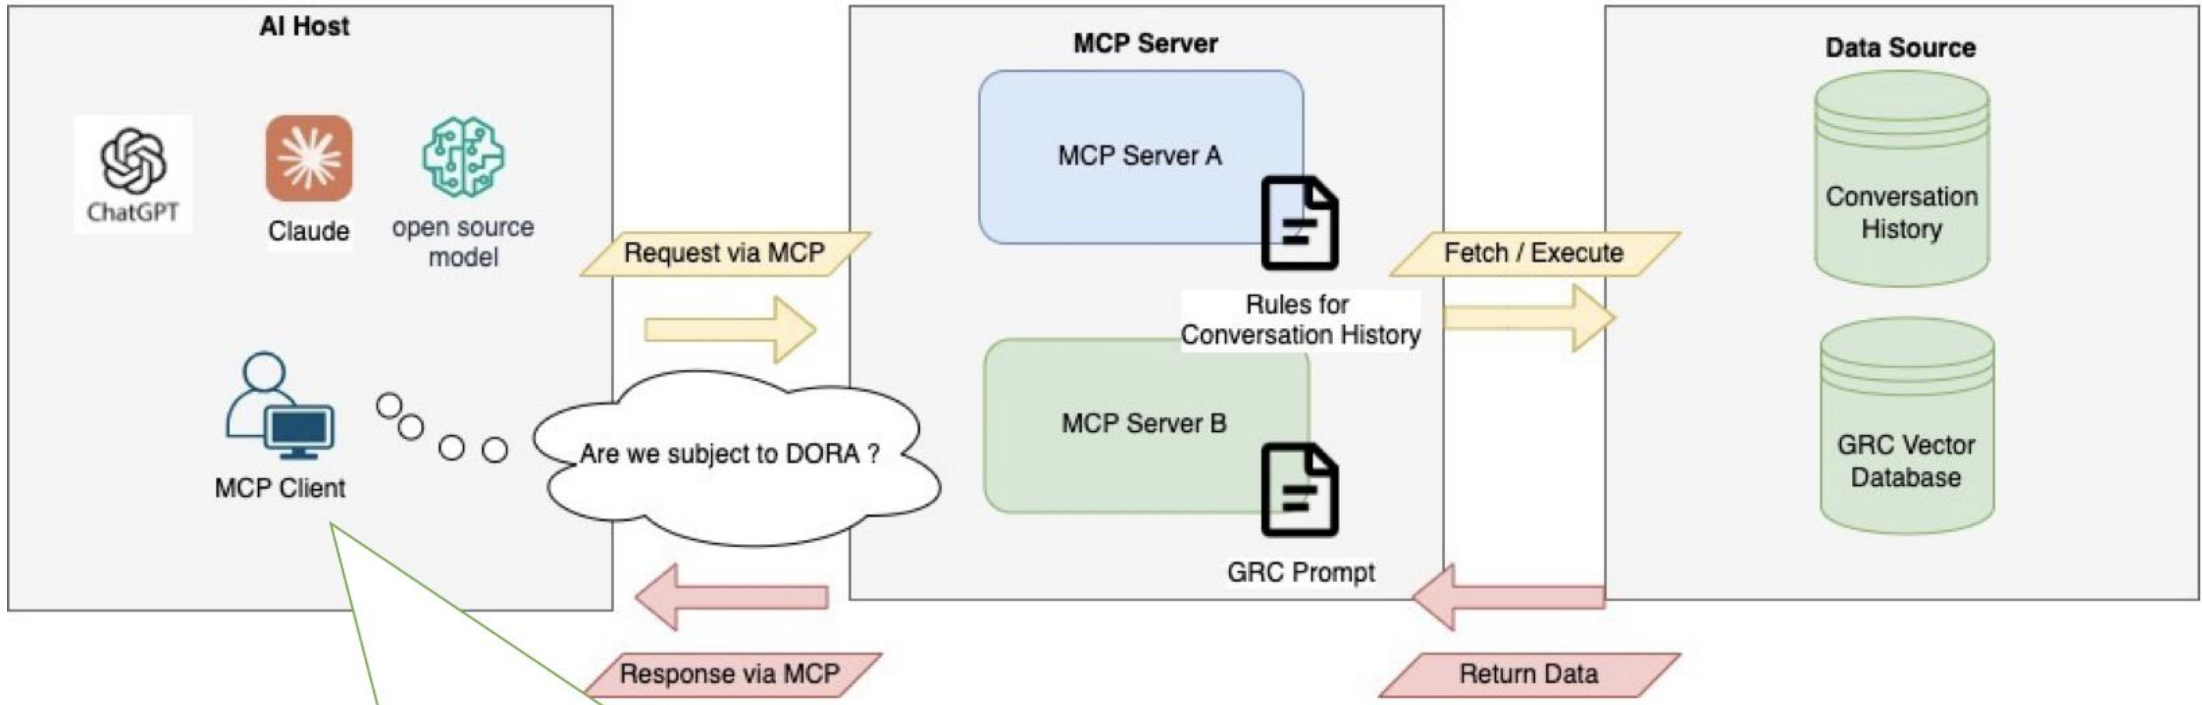 AI Host
ChatGPT
Claude
open source
model
MCP Client
Request via MCP
Are we subject to DORA ?
Response via MCP
MCP Server
MCP Server A
Rules for
Conversation History
MCP Server B
GRC Prompt
Fetch / Execute
Return Data
Data Source
Conversation
History
GRC Vector
Database